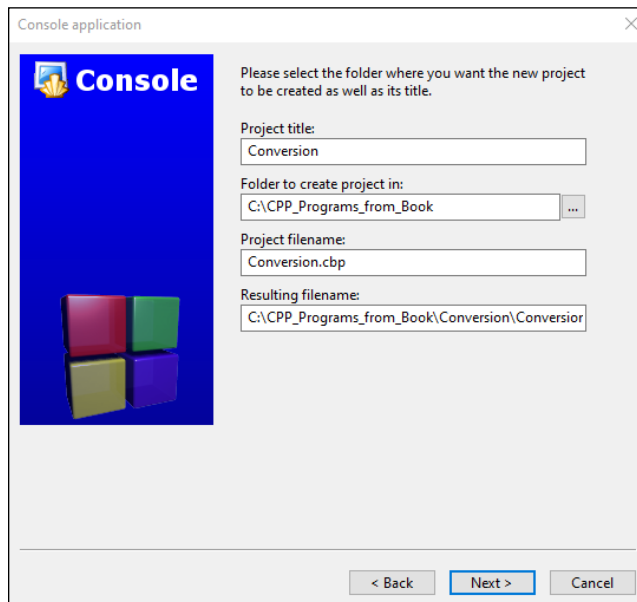 Console application
Console
Please select the folder where you want the new project
to be created as well as its title.
Project title:
Conversion
Folder to create project in:
C:\CPP_Programs_from_Book
...
Project filename:
Conversion.cbp
Resulting filename:
C:\CPP_Programs_from_Book\Conversion\Conversior
< Back
Next >
Cancel